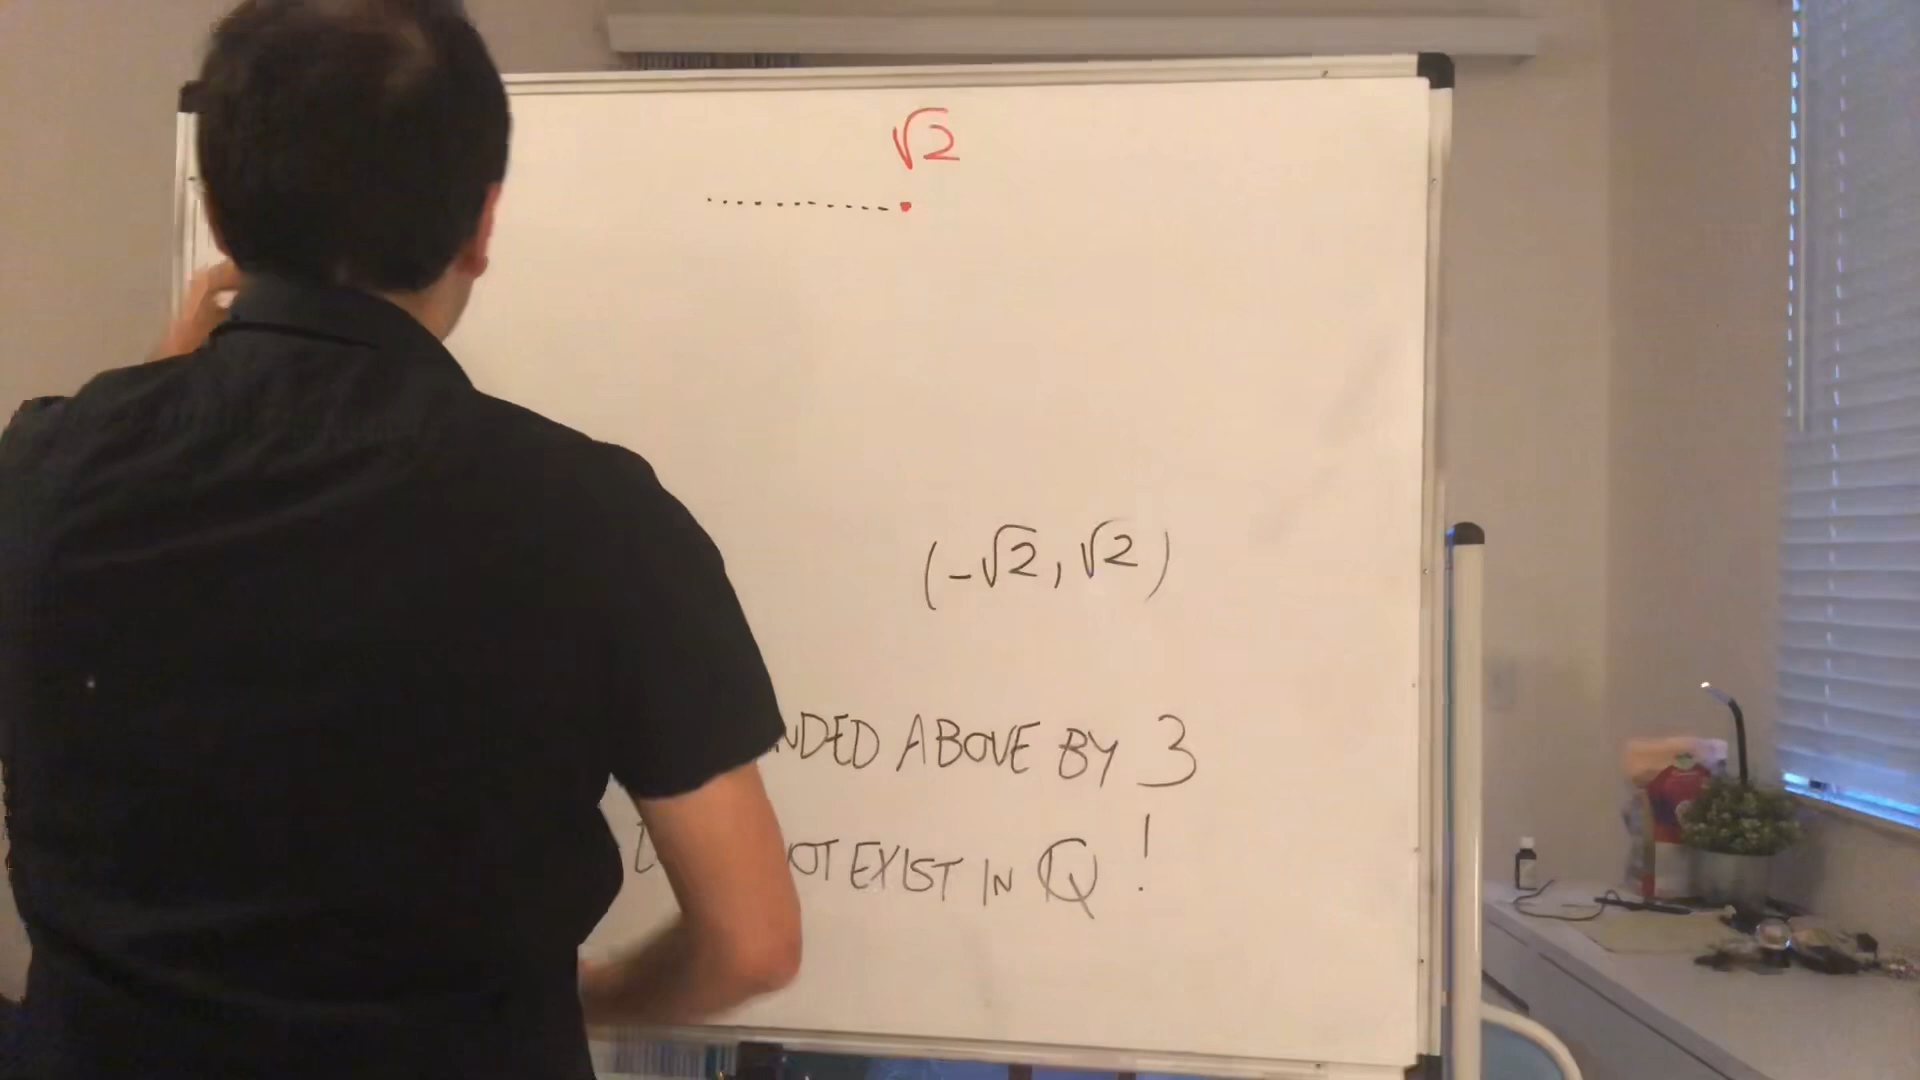 √2
(-√2, √2)
NDED ABOVE BY 3
OT EXIST IN ℚ !